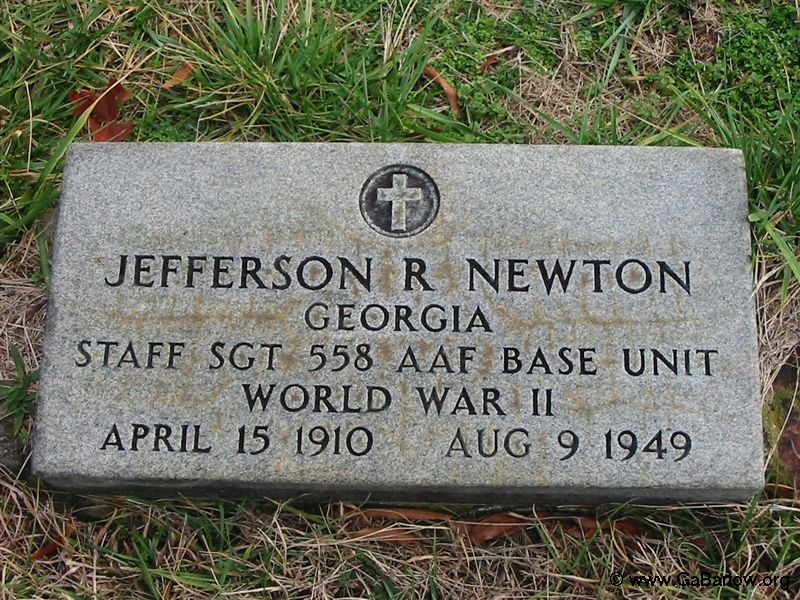 JEFFERSON R NEWTON
GEORGIA
STAFF SGT 558 AAF BASE UNIT
WORLD WAR II
APRIL 15 1910 AUG 9 1949
© www.GaBartow.org